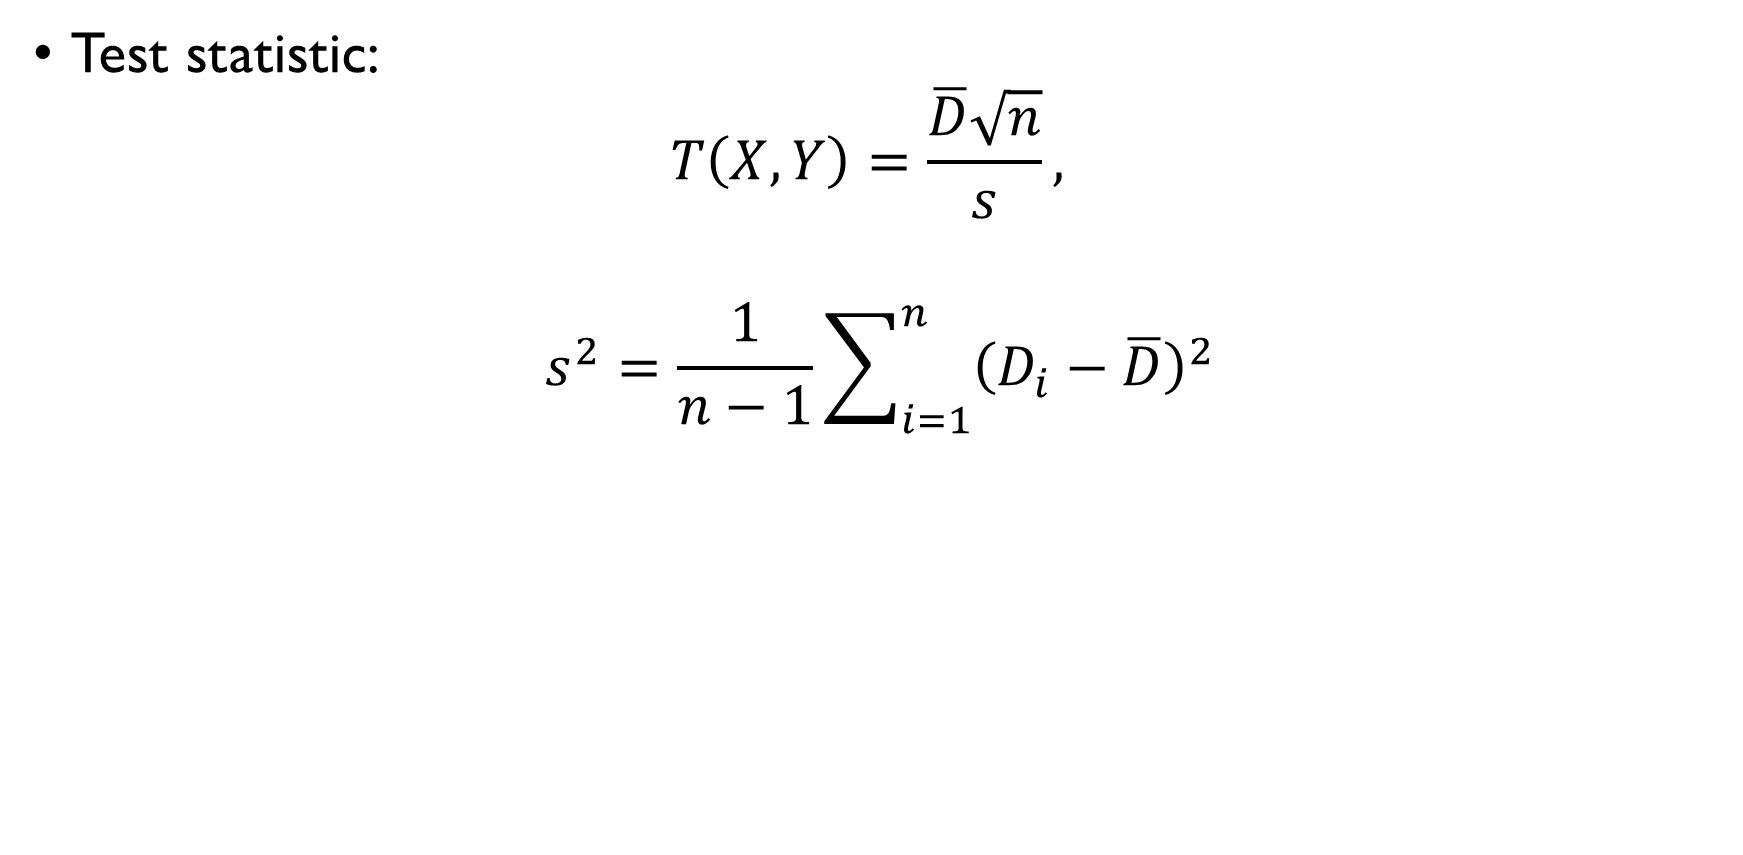 • Test statistic:
T(X, Y) = D̅√n / s,
s² = 1 / (n − 1) ∑ⁿᵢ₌₁ (Dᵢ − D̅)²